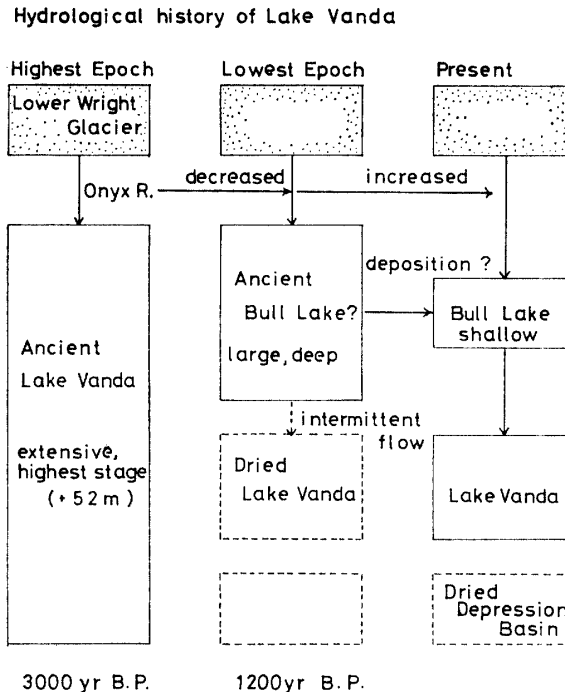 Hydrological history of Lake Vanda
Highest Epoch
Lowest Epoch
Present
Lower Wright
Glacier
Onyx R.
decreased
increased
Ancient
Lake Vanda
extensive,
highest stage
(+52m)
Ancient
Bull Lake?
large, deep
deposition ?
Bull Lake
shallow
intermittent
flow
Dried
Lake Vanda
Lake Vanda
Dried
Depression
Basin
3000 yr B.P.
1200yr B.P.